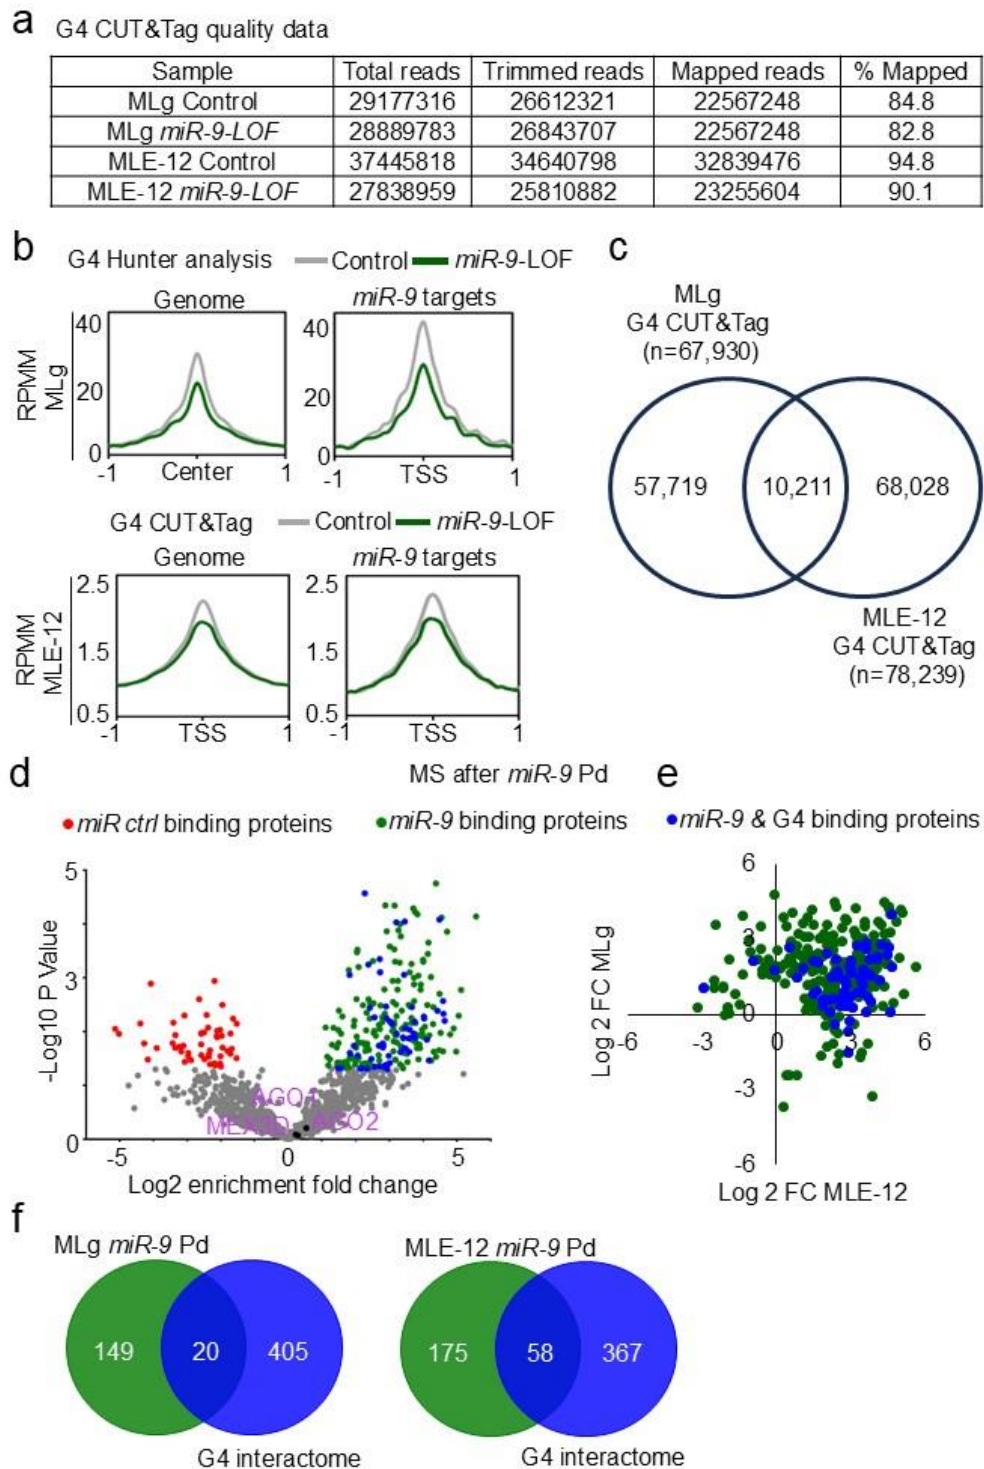 a
G4 CUT&Tag quality data
Sample Total reads Trimmed reads Mapped reads % Mapped
MLg Control 29177316 26612321 22567248 84.8
MLg miR-9-LOF 28889783 26843707 22567248 82.8
MLE-12 Control 37445818 34640798 32839476 94.8
MLE-12 miR-9-LOF 27838959 25810882 23255604 90.1
b
G4 Hunter analysis Control miR-9-LOF
Genome miR-9 targets
RPMM
MLg
40
20
0
-1 Center 1
40
20
0
-1 TSS 1
G4 CUT&Tag Control miR-9-LOF
Genome miR-9 targets
RPMM
MLE-12
2.5
1.5
0.5
-1 TSS 1
2.5
1.5
0.5
-1 TSS 1
c
MLg
G4 CUT&Tag
(n=67,930)
57,719 10,211 68,028
MLE-12
G4 CUT&Tag
(n=78,239)
d
MS after miR-9 Pd
miR ctrl binding proteins miR-9 binding proteins miR-9 & G4 binding proteins
-Log10 P Value
5
3
0
AGO1
AGO2
-5 0 5
Log2 enrichment fold change
e
Log 2 FC MLg
6
3
0
-3
-6
-6 -3 0 3 6
Log 2 FC MLE-12
f
MLg miR-9 Pd
149 20 405
G4 interactome
MLE-12 miR-9 Pd
175 58 367
G4 interactome